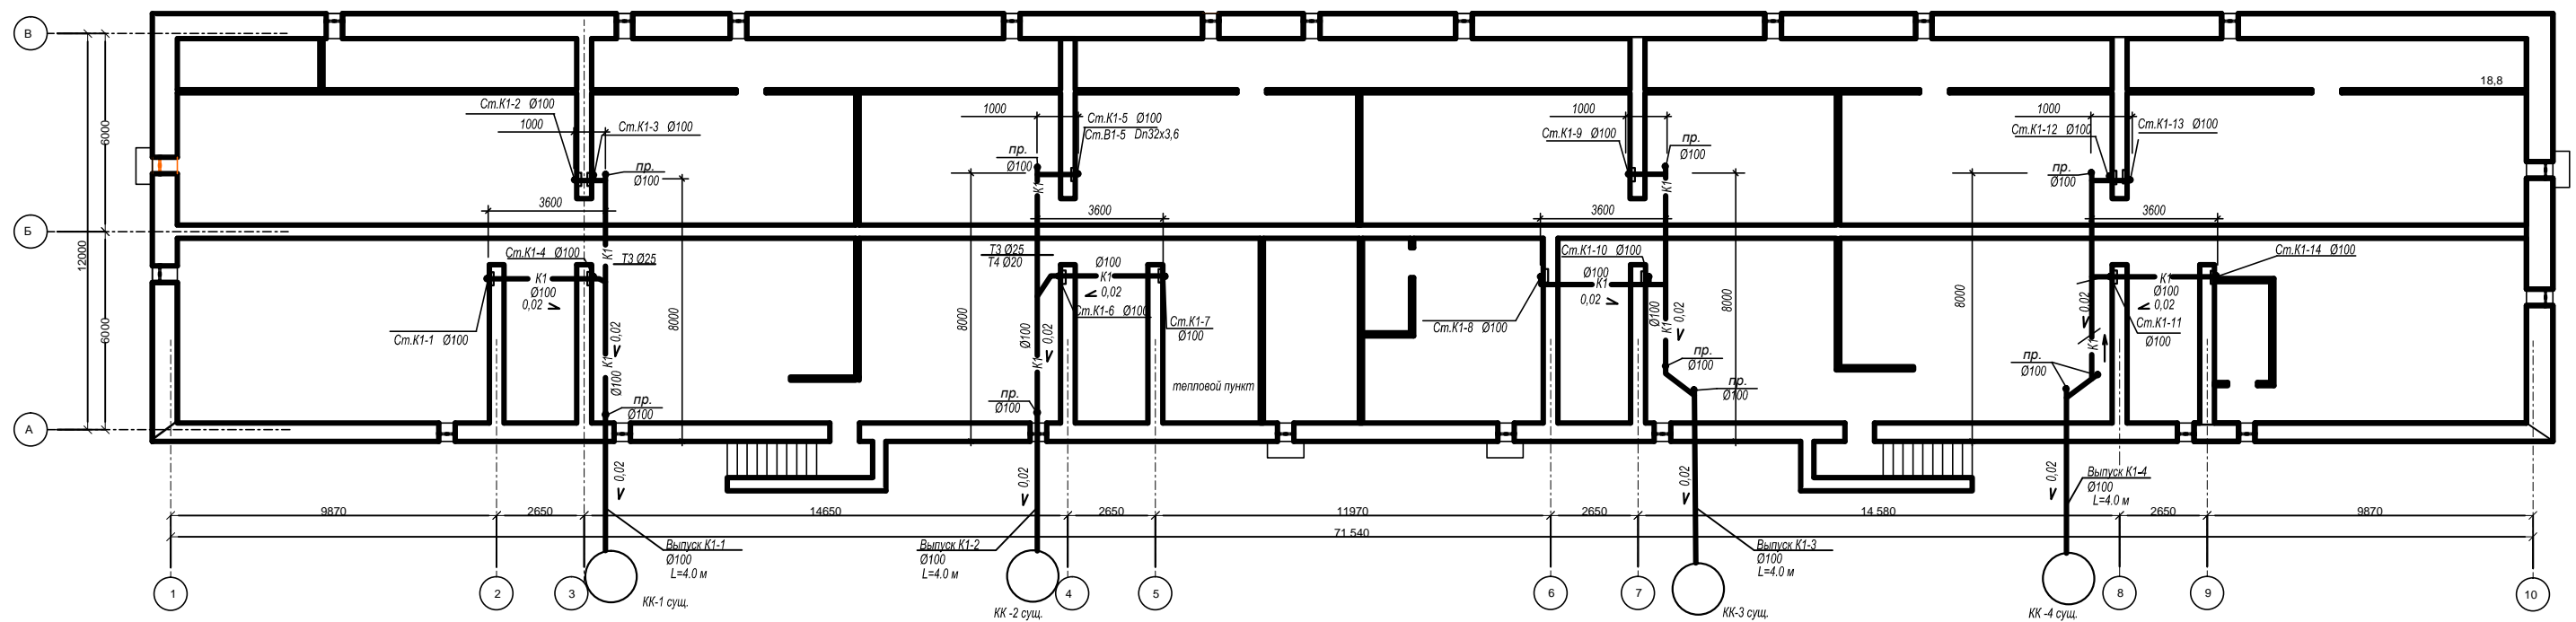 В
Б
А
6000
12000
6000
18,8
Ст.К1-2 Ø100
1000
Ст.К1-3 Ø100
пр.
Ø100
3600
8000
Ст.К1-4 Ø100
К1
Т3 Ø25
К1
Ø100
0,02
Ст.К1-1 Ø100
0,02
К1
Ø100
пр.
Ø100
0,02
1000
Ст.К1-5 Ø100
Ст.В1-5 Dn32x3,6
пр.
Ø100
К1
3600
8000
Т3 Ø25
Т4 Ø20
Ø100
К1
0,02
Ст.К1-6 Ø100
Ст.К1-7
Ø100
Ø100
0,02
К1
пр.
Ø100
тепловой пункт
0,02
1000
Ст.К1-9 Ø100
пр.
Ø100
К1
3600
8000
Ст.К1-10 Ø100
Ø100
К1
0,02
Ст.К1-8 Ø100
Ø100
К1
0,02
пр.
Ø100
пр.
Ø100
0,02
1000
Ст.К1-12 Ø100
Ст.К1-13 Ø100
пр.
Ø100
3600
8000
Ст.К1-14 Ø100
К1
Ø100
0,02
Ст.К1-11
Ø100
0,02
К1
пр.
Ø100
0,02
Выпуск К1-4
Ø100
L=4.0 м
9870
2650
14650
2650
11970
2650
14 580
2650
9870
71 540
Выпуск К1-1
Ø100
L=4.0 м
Выпуск К1-2
Ø100
L=4.0 м
Выпуск К1-3
Ø100
L=4.0 м
1
2
3
4
5
6
7
8
9
10
КК-1 сущ.
КК -2 сущ.
КК-3 сущ.
КК -4 сущ.